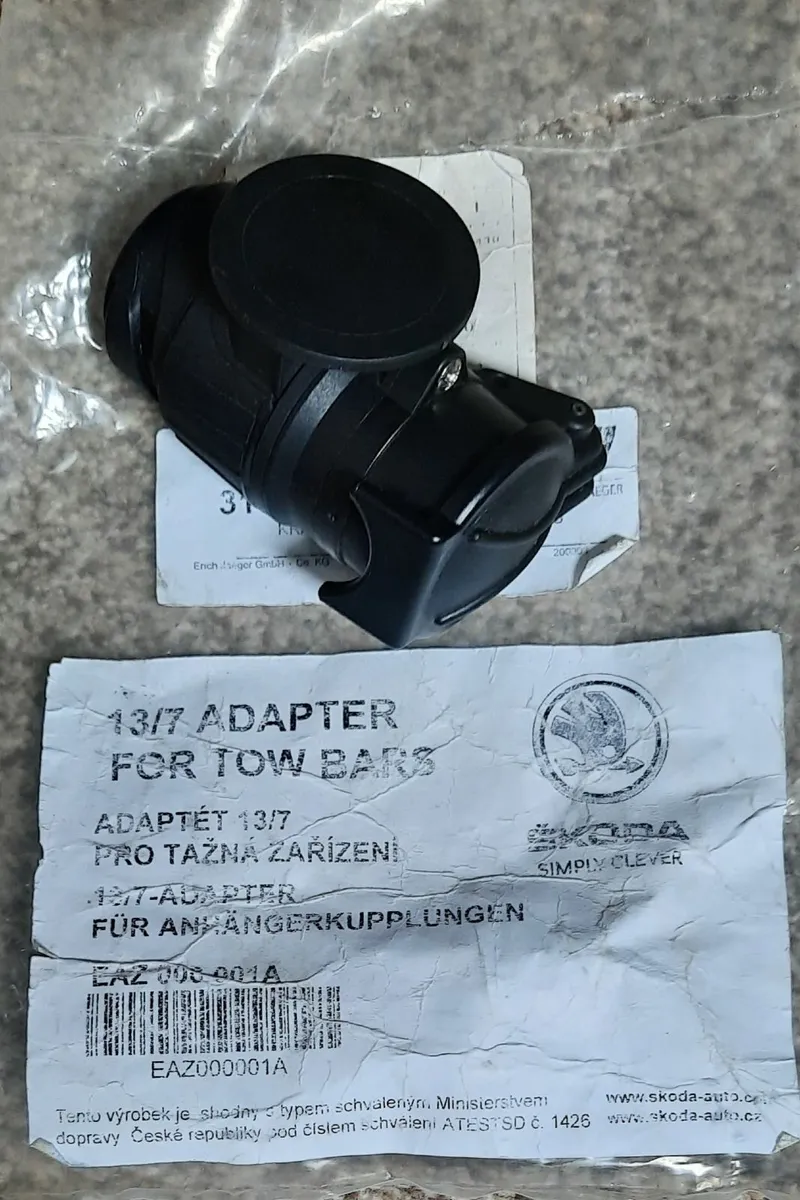 31
Erich Jaeger GmbH + Co. KG
13/7 ADAPTER
FOR TOW BARS
ADAPTÉT 13/7
PRO TAŽNÁ ZAŘÍZENÍ
13/7-ADAPTER
FÜR ANHÄNGERKUPPLUNGEN
EAZ 000 001A
EAZ000001A
ŠKODA
SIMPLY CLEVER
Tento výrobek je shodný s typem schváleným Ministerstvem
dopravy České republiky pod číslem schválení ATESTSD č. 1426
www.skoda-auto.cz
www.skoda-auto.cz